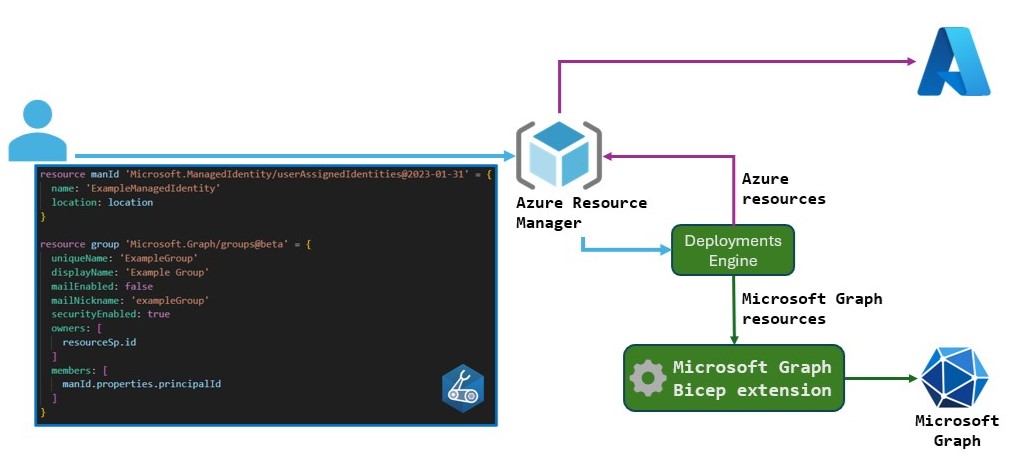 resource manId 'Microsoft.ManagedIdentity/userAssignedIdentities@2023-01-31' = {
  name: 'ExampleManagedIdentity'
  location: location
}
resource group 'Microsoft.Graph/groups@beta' = {
  uniqueName: 'ExampleGroup'
  displayName: 'Example Group'
  mailEnabled: false
  mailNickname: 'exampleGroup'
  securityEnabled: true
  owners: [
    resourceSp.id
  ]
  members: [
    manId.properties.principalId
  ]
}
Azure Resource
Manager
Azure
resources
Deployments
Engine
Microsoft Graph
resources
Microsoft Graph
Bicep extension
Microsoft
Graph